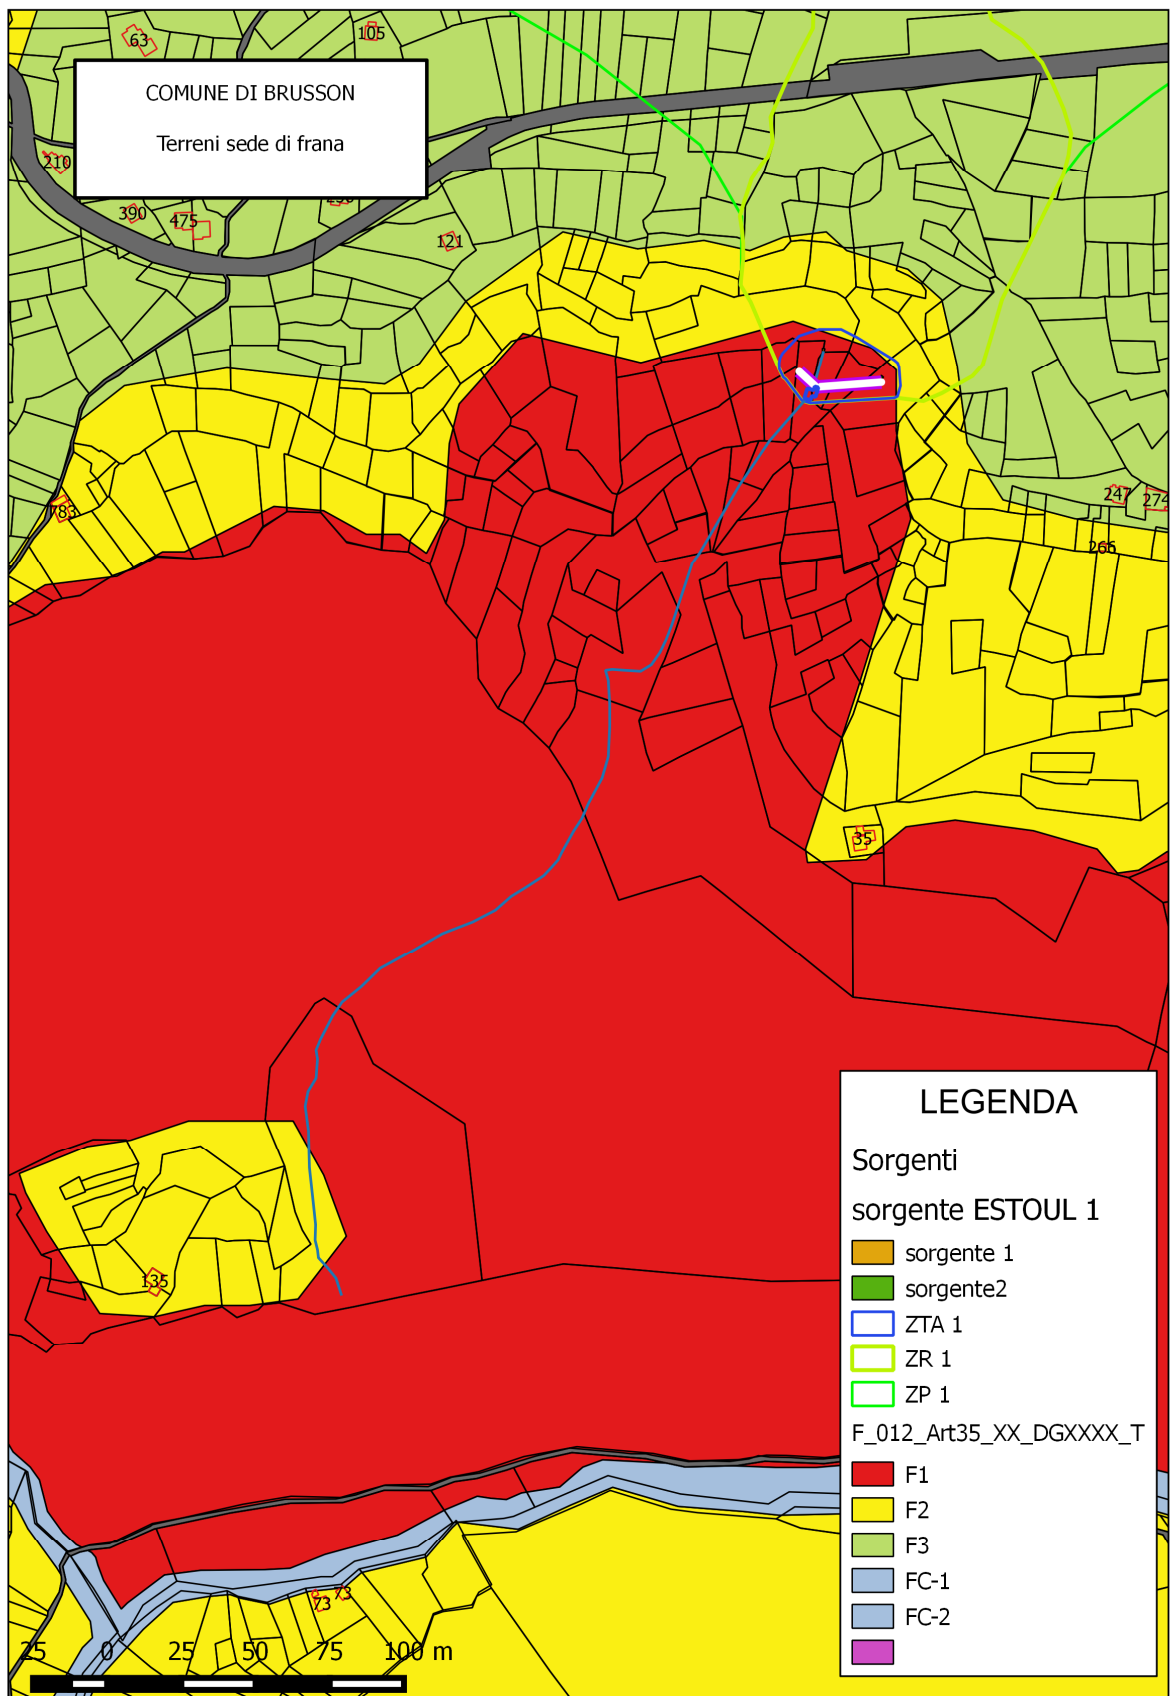 63
105
COMUNE DI BRUSSON
Terreni sede di frana
210
390
475
121
783
247
274
266
35
135
LEGENDA
Sorgenti
sorgente ESTOUL 1
sorgente 1
sorgente2
ZTA 1
ZR 1
ZP 1
F_012_Art35_XX_DGXXXX_T
F1
F2
F3
FC-1
FC-2
73
73
25 0 25 50 75 100 m